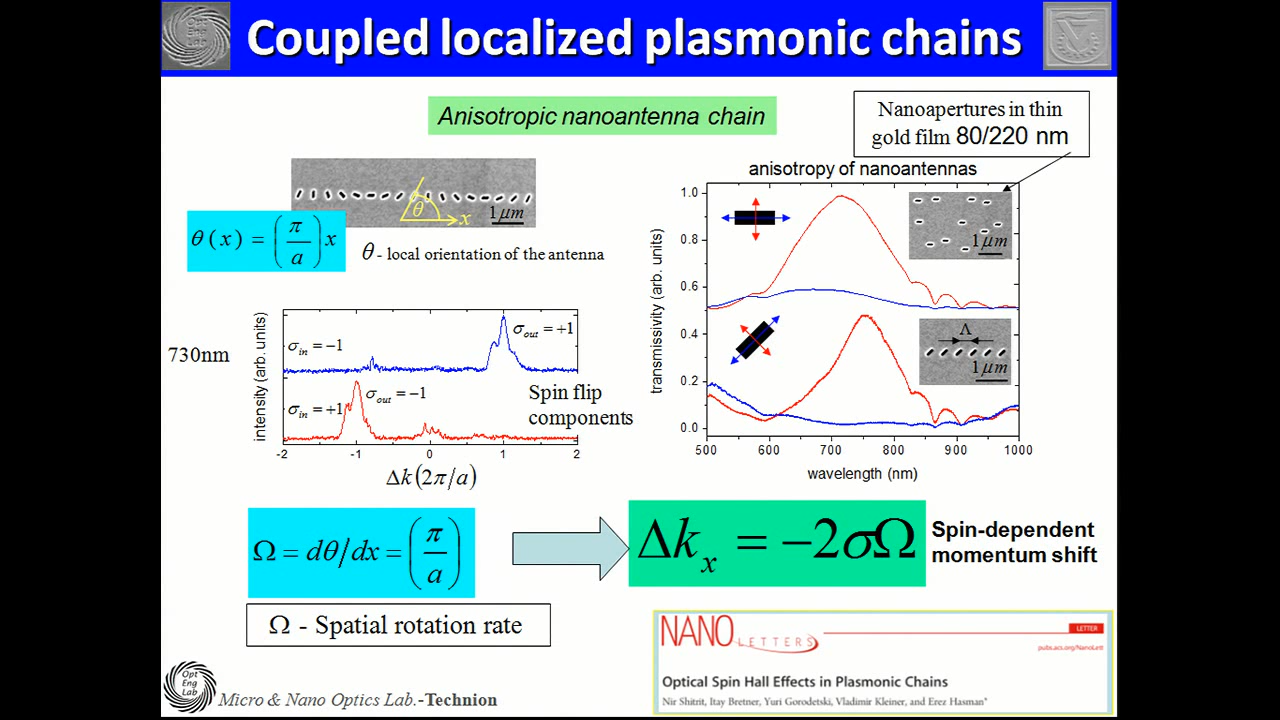 Opt
Eng
Lab
Coupled localized plasmonic chains
Anisotropic nanoantenna chain
Nanoapertures in thin
gold film 80/220 nm
anisotropy of nanoantennas
θ
x
1 μm
θ(x) = (π/a) x
θ - local orientation of the antenna
730nm
intensity (arb. units)
σin = −1
σout = +1
σin = +1
σout = −1
Spin flip
components
-2 -1 0 1 2
Δk(2π/a)
transmissivity (arb. units)
1.0
0.8
0.6
0.4
0.2
0.0
1 μm
Λ
1 μm
500 600 700 800 900 1000
wavelength (nm)
Ω = dθ/dx = (π/a)
Δkx = −2σΩ
Spin-dependent
momentum shift
Ω - Spatial rotation rate
NANO LETTERS
LETTER
pubs.acs.org/NanoLett
Optical Spin Hall Effects in Plasmonic Chains
Nir Shitrit, Itay Bretner, Yuri Gorodetski, Vladimir Kleiner, and Erez Hasman*
Opt
Eng
Lab
Micro & Nano Optics Lab.-Technion